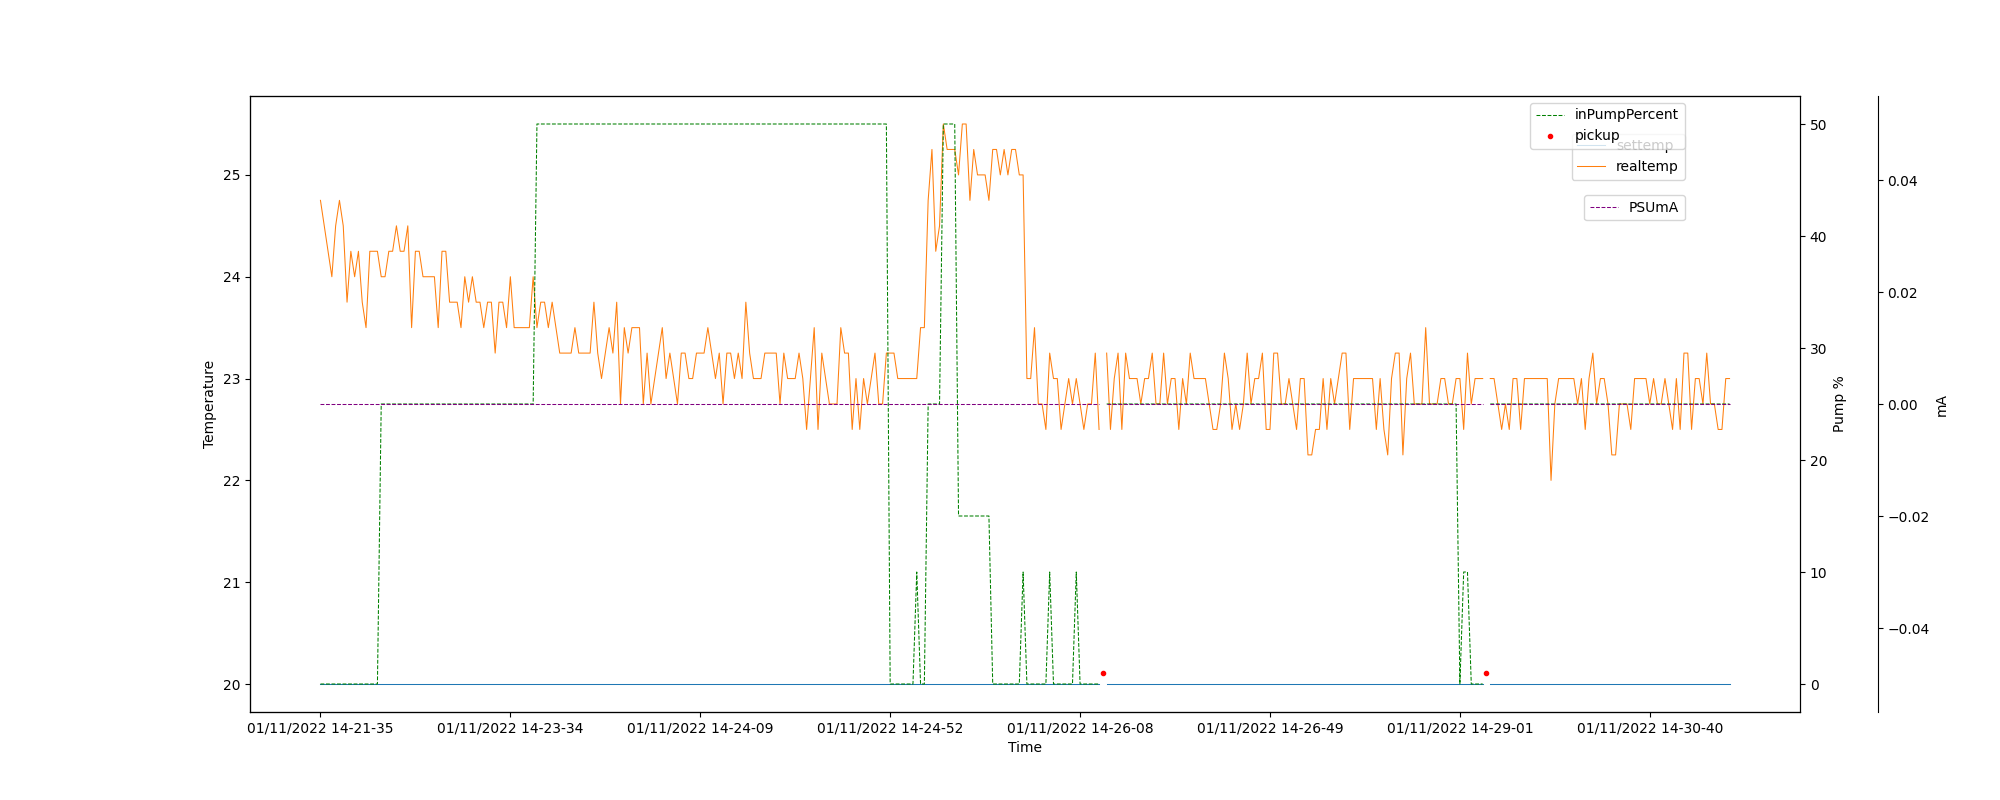 inPumpPercent
pickup
settemp
realtemp
PSUmA
Temperature
25
24
23
22
21
20
50
40
30
20
10
0
Pump %
0.04
0.02
0.00
−0.02
−0.04
mA
01/11/2022 14-21-35
01/11/2022 14-23-34
01/11/2022 14-24-09
01/11/2022 14-24-52
01/11/2022 14-26-08
01/11/2022 14-26-49
01/11/2022 14-29-01
01/11/2022 14-30-40
Time